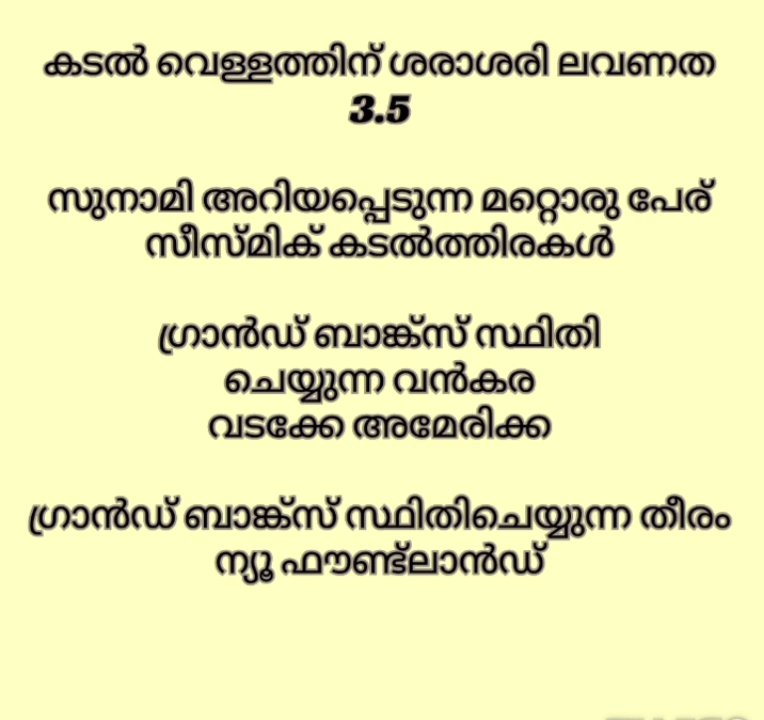 കടൽ വെള്ളത്തിന് ശരാശരി ലവണത
3.5
സുനാമി അറിയപ്പെടുന്ന മറ്റൊരു പേര്
സീസ്മിക് കടൽത്തിരകൾ
ഗ്രാൻഡ് ബാങ്ക്സ് സ്ഥിതി
ചെയ്യുന്ന വൻകര
വടക്കേ അമേരിക്ക
ഗ്രാൻഡ് ബാങ്ക്സ് സ്ഥിതിചെയ്യുന്ന തീരം
ന്യൂ ഫൗണ്ട്ലാൻഡ്